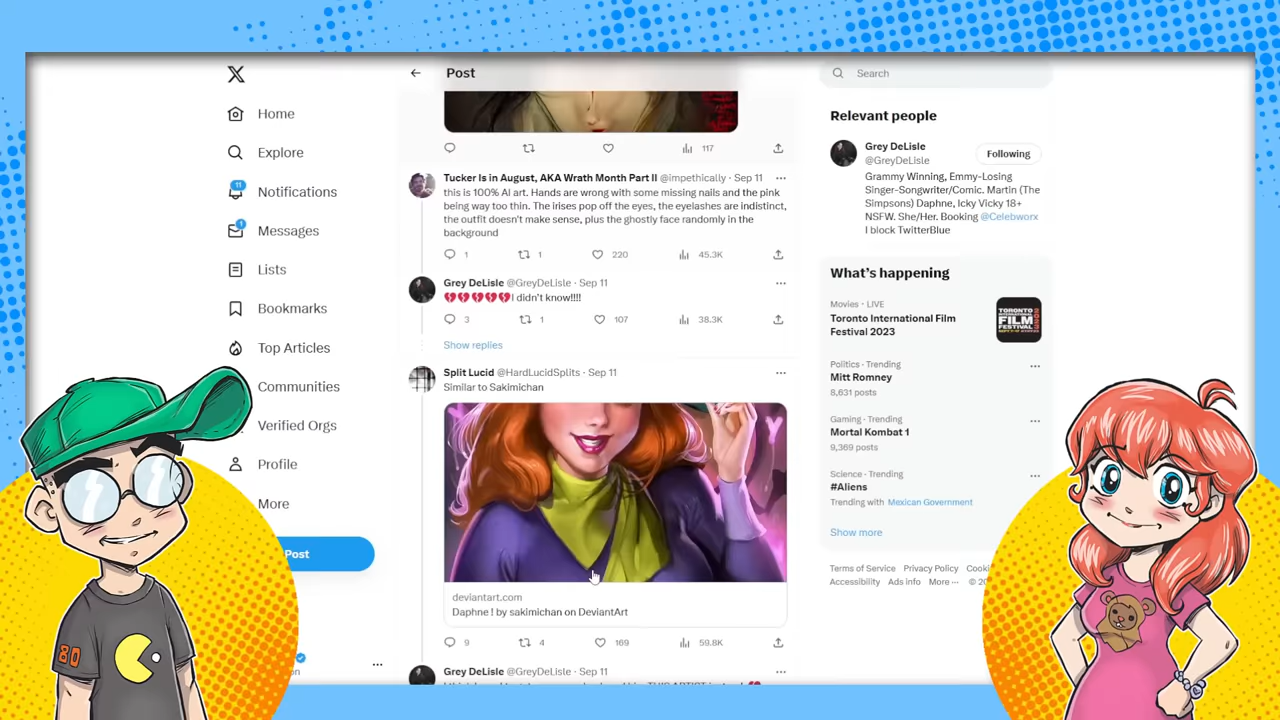 Home
Explore
11
Notifications
1
Messages
Lists
Bookmarks
Top Articles
Communities
Verified Orgs
Profile
More
Post
80
Post
117
Tucker Is in August, AKA Wrath Month Part II @impethically · Sep 11
this is 100% AI art. Hands are wrong with some missing nails and the pink
being way too thin. The irises pop off the eyes, the eyelashes are indistinct,
the outfit doesn't make sense, plus the ghostly face randomly in the
background
1 1 220 45.3K
Grey DeLisle @GreyDeLisle · Sep 11
💔💔💔💔💔I didn't know!!!!
3 1 107 38.3K
Show replies
Split Lucid @HardLucidSplits · Sep 11
Similar to Sakimichan
deviantart.com
Daphne ! by sakimichan on DeviantArt
9 4 169 59.8K
Grey DeLisle @GreyDeLisle · Sep 11
Search
Relevant people
Grey DeLisle
@GreyDeLisle
Following
Grammy Winning, Emmy-Losing
Singer-Songwriter/Comic. Martin (The
Simpsons) Daphne, Icky Vicky 18+
NSFW. She/Her. Booking @Celebworx
I block TwitterBlue
What's happening
Movies · LIVE
Toronto International Film
Festival 2023
TORONTO
INTERNATIONAL
FILM
FESTIVAL
Politics · Trending
Mitt Romney
8,631 posts
Gaming · Trending
Mortal Kombat 1
9,369 posts
Science · Trending
#Aliens
Trending with Mexican Government
Show more
Terms of Service Privacy Policy Cooki
Accessibility Ads info More ··· © 20